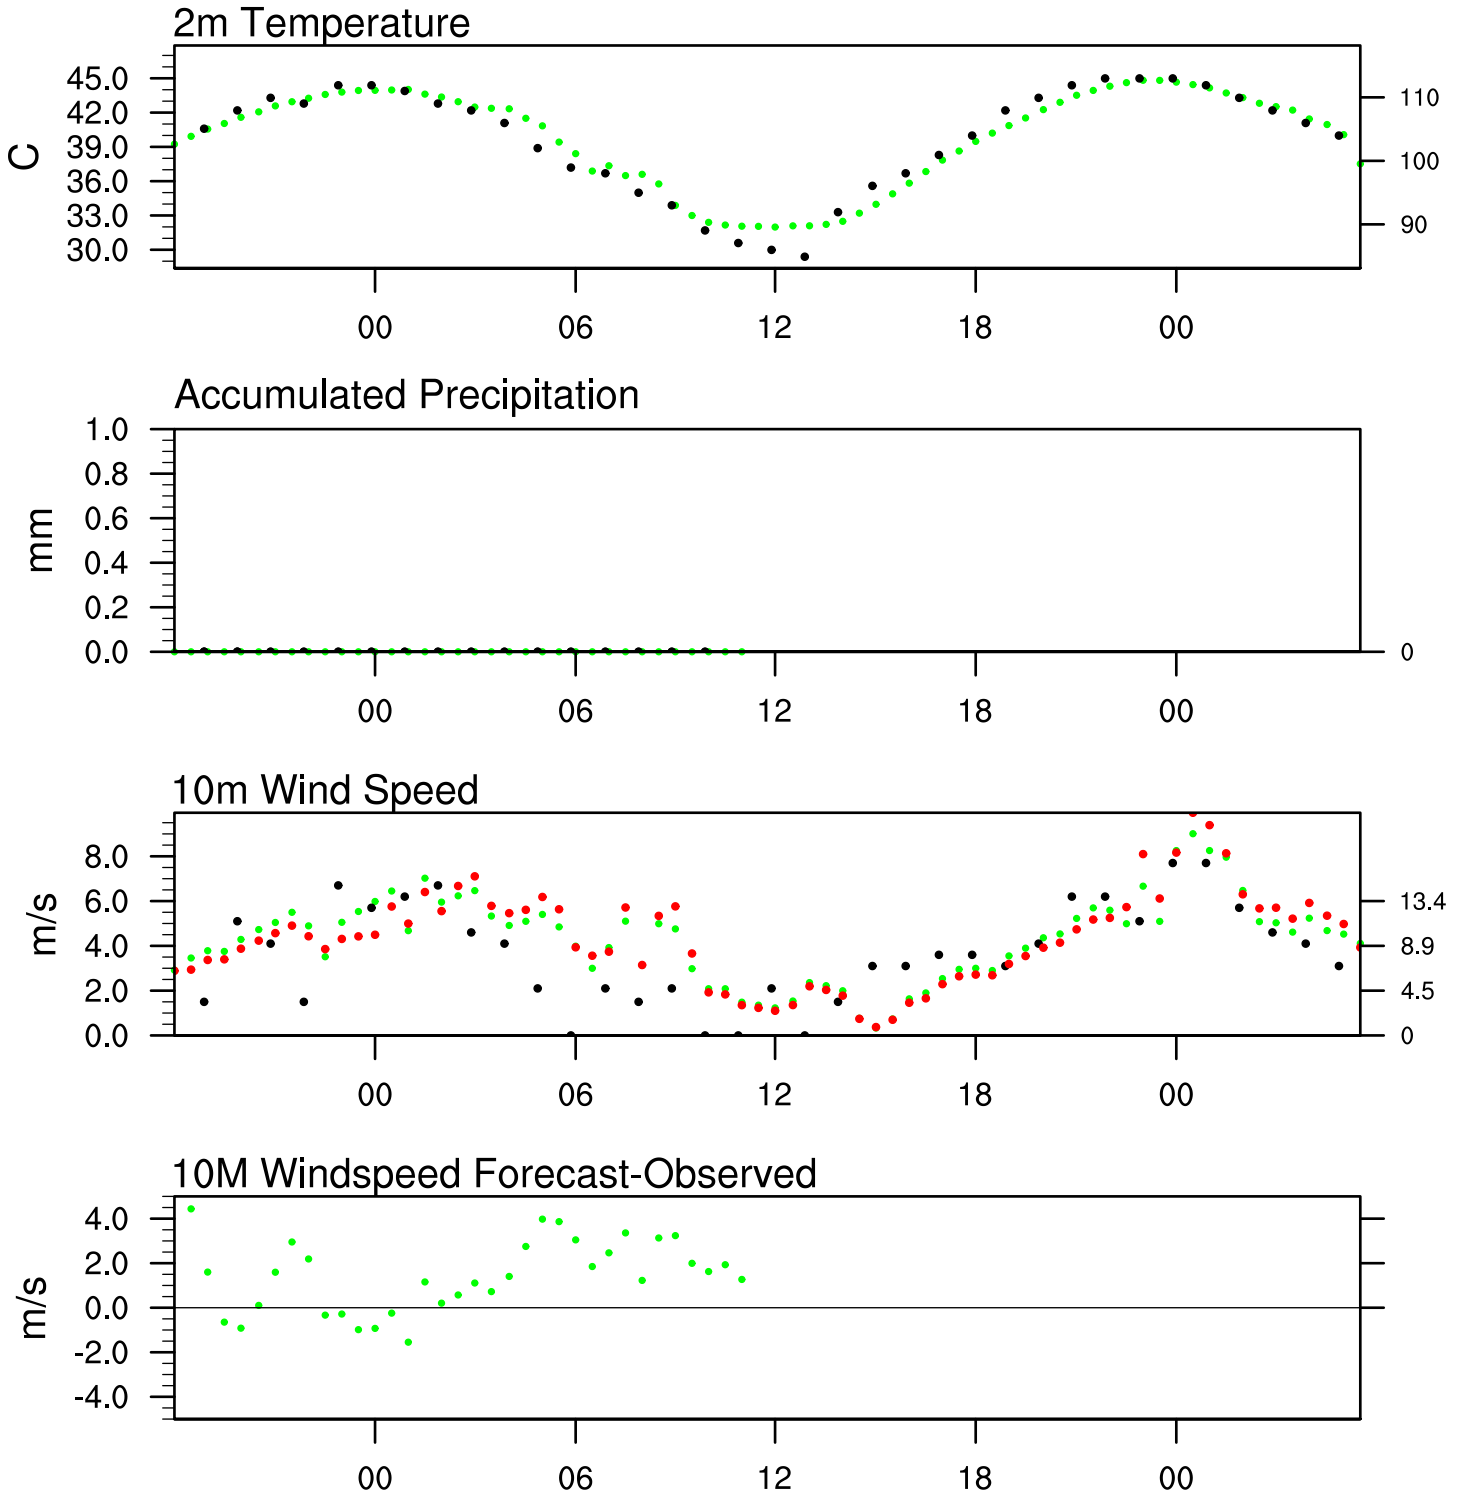 2m Temperature
45.0
42.0
39.0
36.0
33.0
30.0
C
110
100
90
00 06 12 18 00
Accumulated Precipitation
1.0
0.8
0.6
0.4
0.2
0.0
mm
0
00 06 12 18 00
10m Wind Speed
8.0
6.0
4.0
2.0
0.0
m/s
13.4
8.9
4.5
0
00 06 12 18 00
10M Windspeed Forecast-Observed
4.0
2.0
0.0
-2.0
-4.0
m/s
00 06 12 18 00